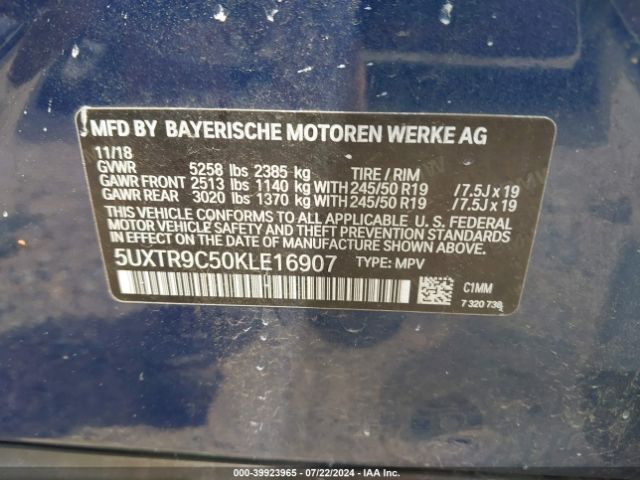 MFD BY BAYERISCHE MOTOREN WERKE AG
11/18
GVWR 5258 lbs 2385 kg TIRE / RIM
GAWR FRONT 2513 lbs 1140 kg WITH 245/50 R19 / 7.5J x 19
GAWR REAR 3020 lbs 1370 kg WITH 245/50 R19 / 7.5J x 19
THIS VEHICLE CONFORMS TO ALL APPLICABLE U. S. FEDERAL
MOTOR VEHICLE SAFETY AND THEFT PREVENTION STANDARDS
IN EFFECT ON THE DATE OF MANUFACTURE SHOWN ABOVE.
5UXTR9C50KLE16907 TYPE: MPV
C1MM
7 320 738
000-39923965 - 07/22/2024 - IAA Inc.